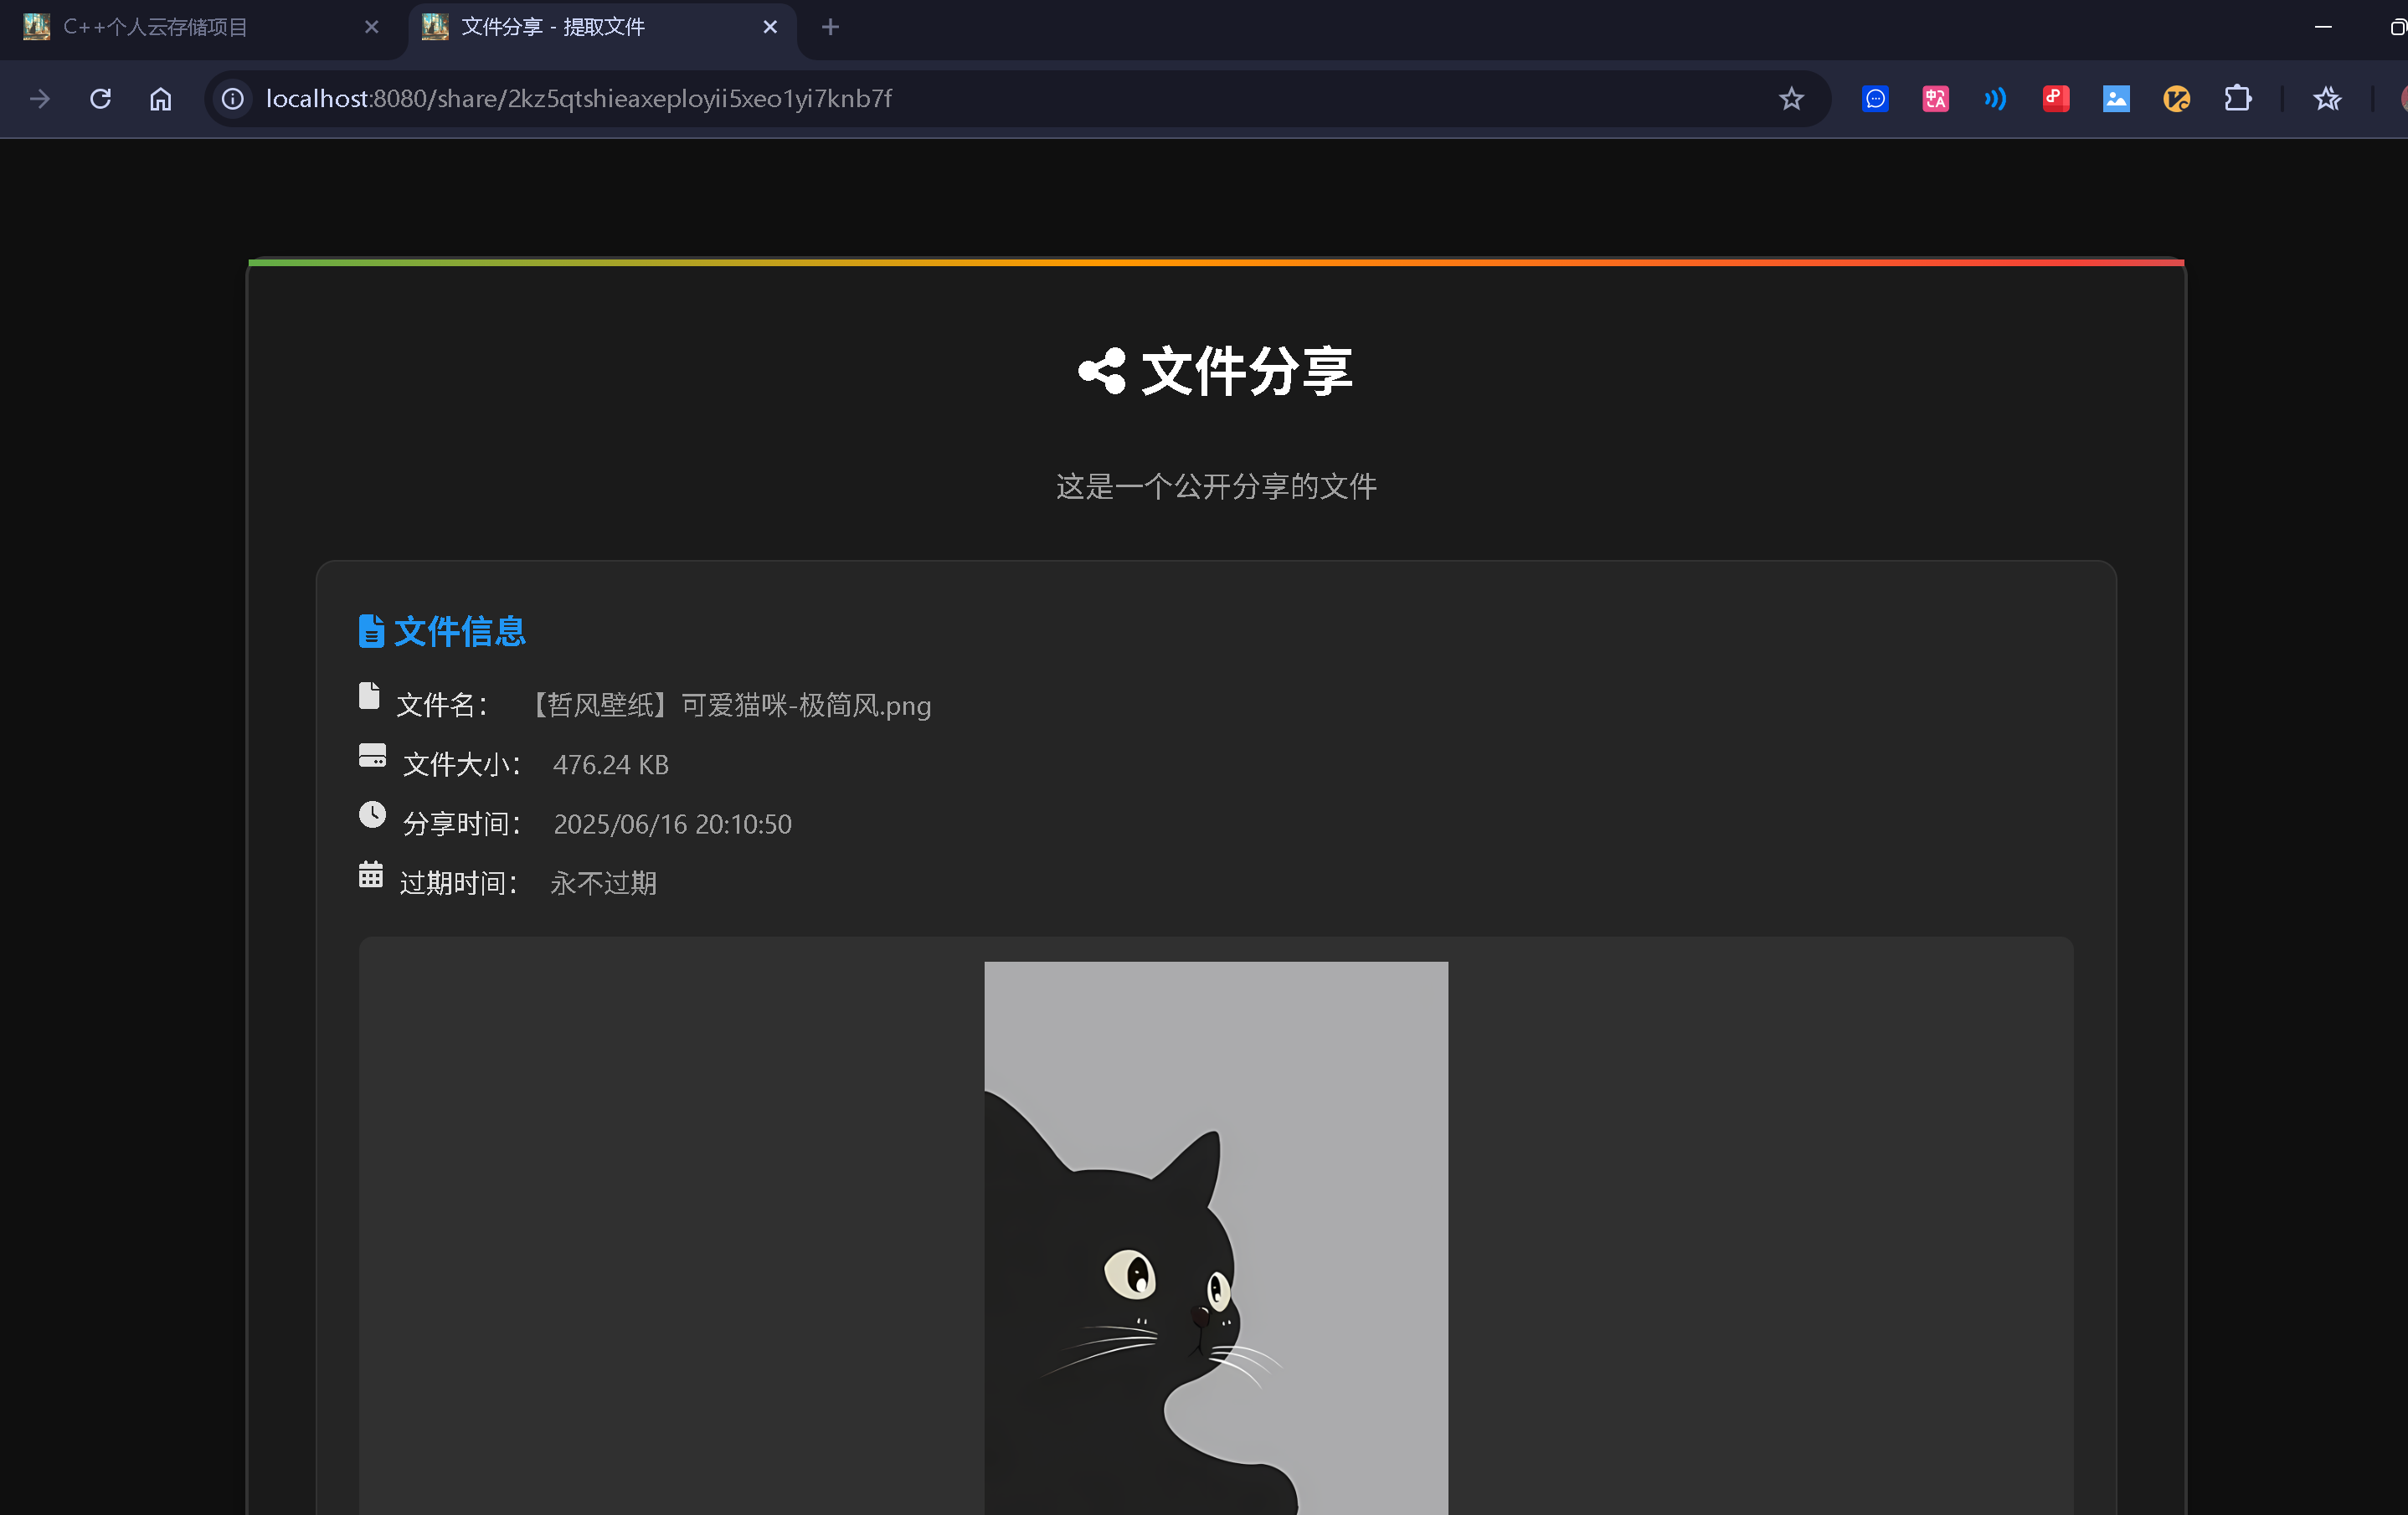 C++个人云存储项目
文件分享 - 提取文件
localhost:8080/share/2kz5qtshieaxeployii5xeo1yi7knb7f
文件分享
这是一个公开分享的文件
文件信息
文件名： 【哲风壁纸】可爱猫咪-极简风.png
文件大小： 476.24 KB
分享时间： 2025/06/16 20:10:50
过期时间： 永不过期